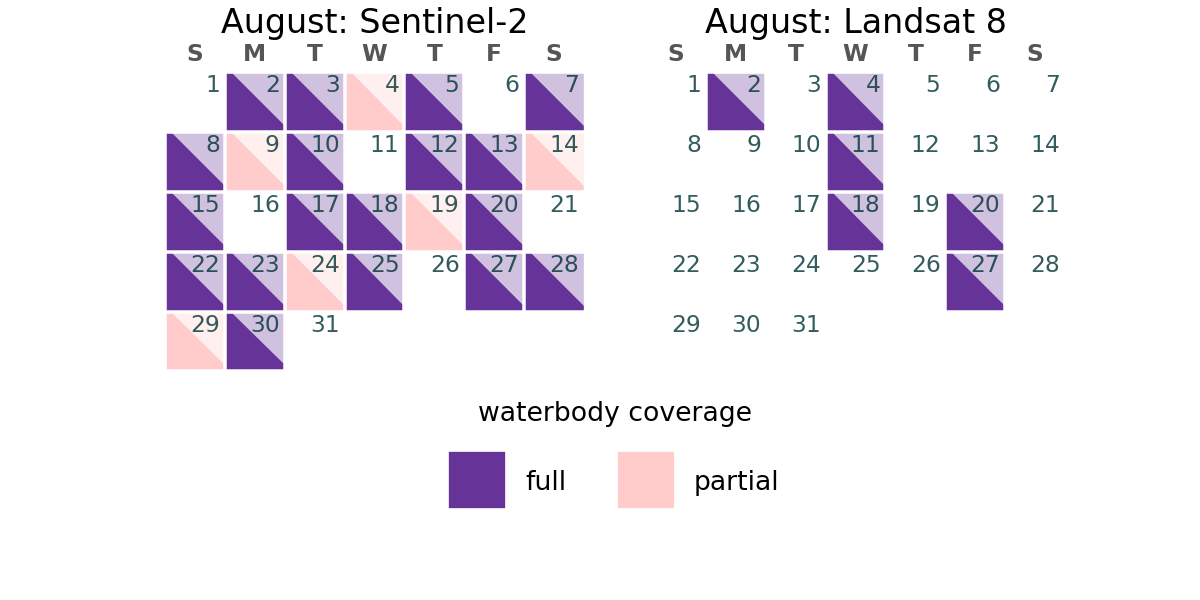 August: Sentinel-2
S M T W T F S
1 2 3 4 5 6 7
8 9 10 11 12 13 14
15 16 17 18 19 20 21
22 23 24 25 26 27 28
29 30 31
August: Landsat 8
S M T W T F S
1 2 3 4 5 6 7
8 9 10 11 12 13 14
15 16 17 18 19 20 21
22 23 24 25 26 27 28
29 30 31
waterbody coverage
full partial